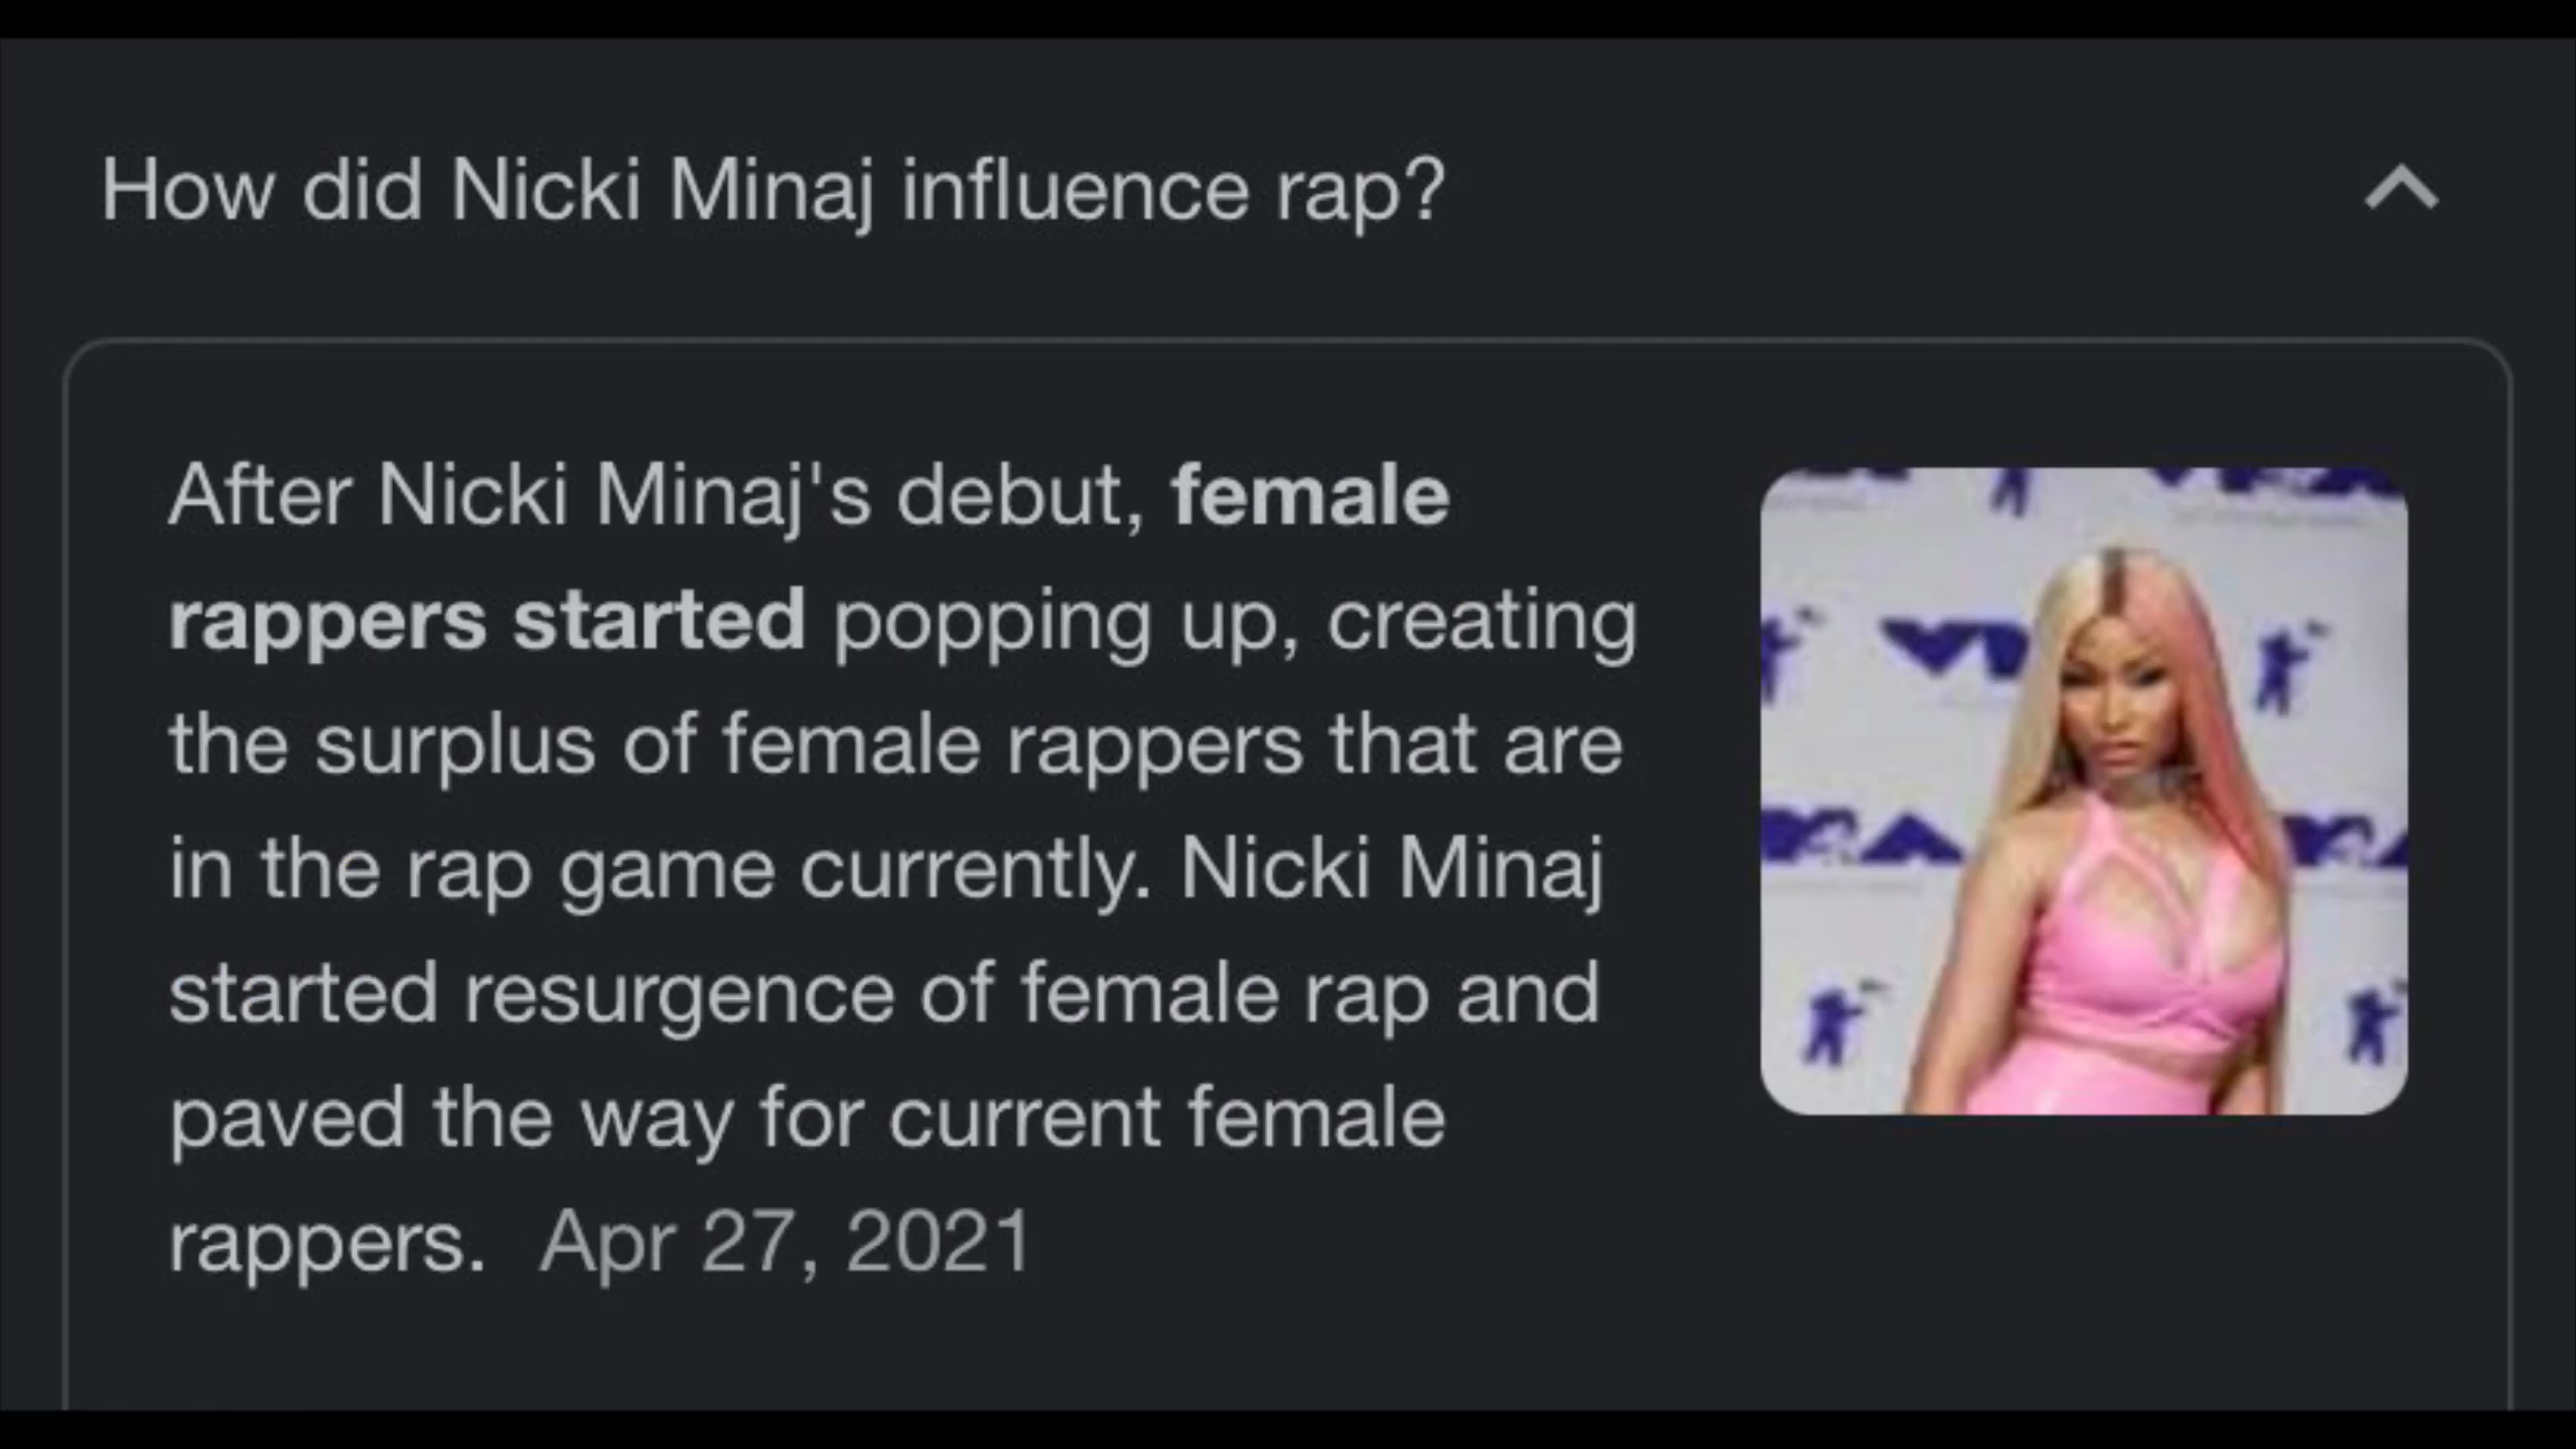 How did Nicki Minaj influence rap?
After Nicki Minaj's debut, female
rappers started popping up, creating
the surplus of female rappers that are
in the rap game currently. Nicki Minaj
started resurgence of female rap and
paved the way for current female
rappers. Apr 27, 2021